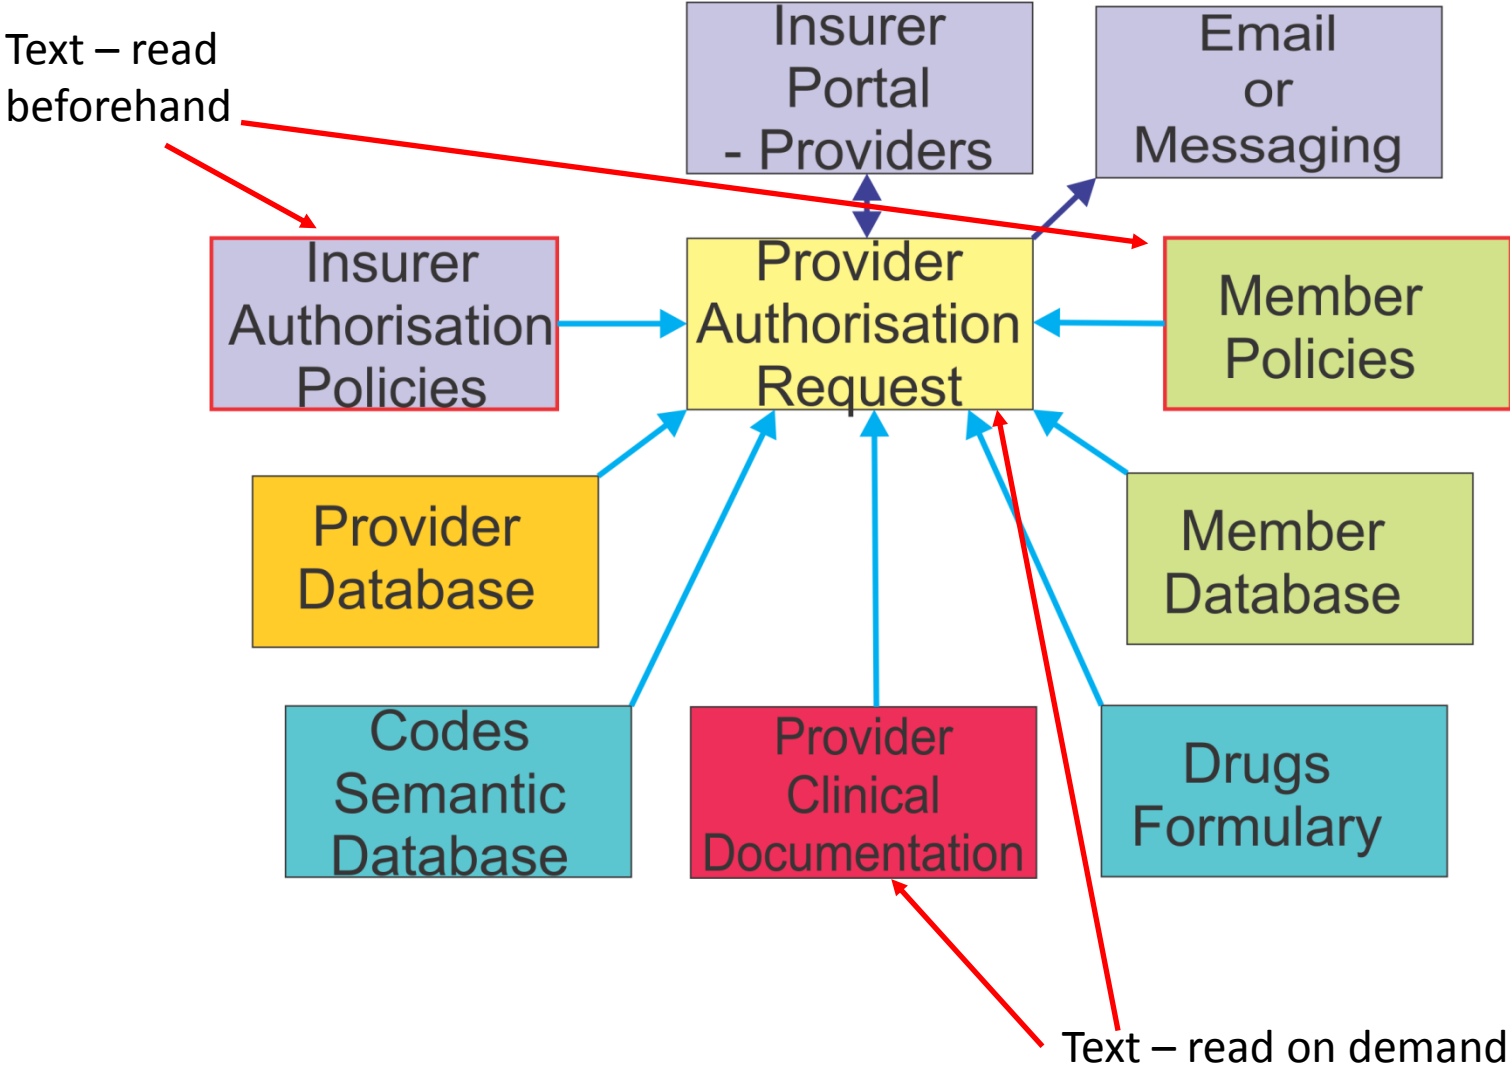 Text – read
beforehand
Insurer
Portal
- Providers
Email
or
Messaging
Insurer
Authorisation
Policies
Provider
Authorisation
Request
Member
Policies
Provider
Database
Member
Database
Codes
Semantic
Database
Provider
Clinical
Documentation
Drugs
Formulary
Text – read on demand